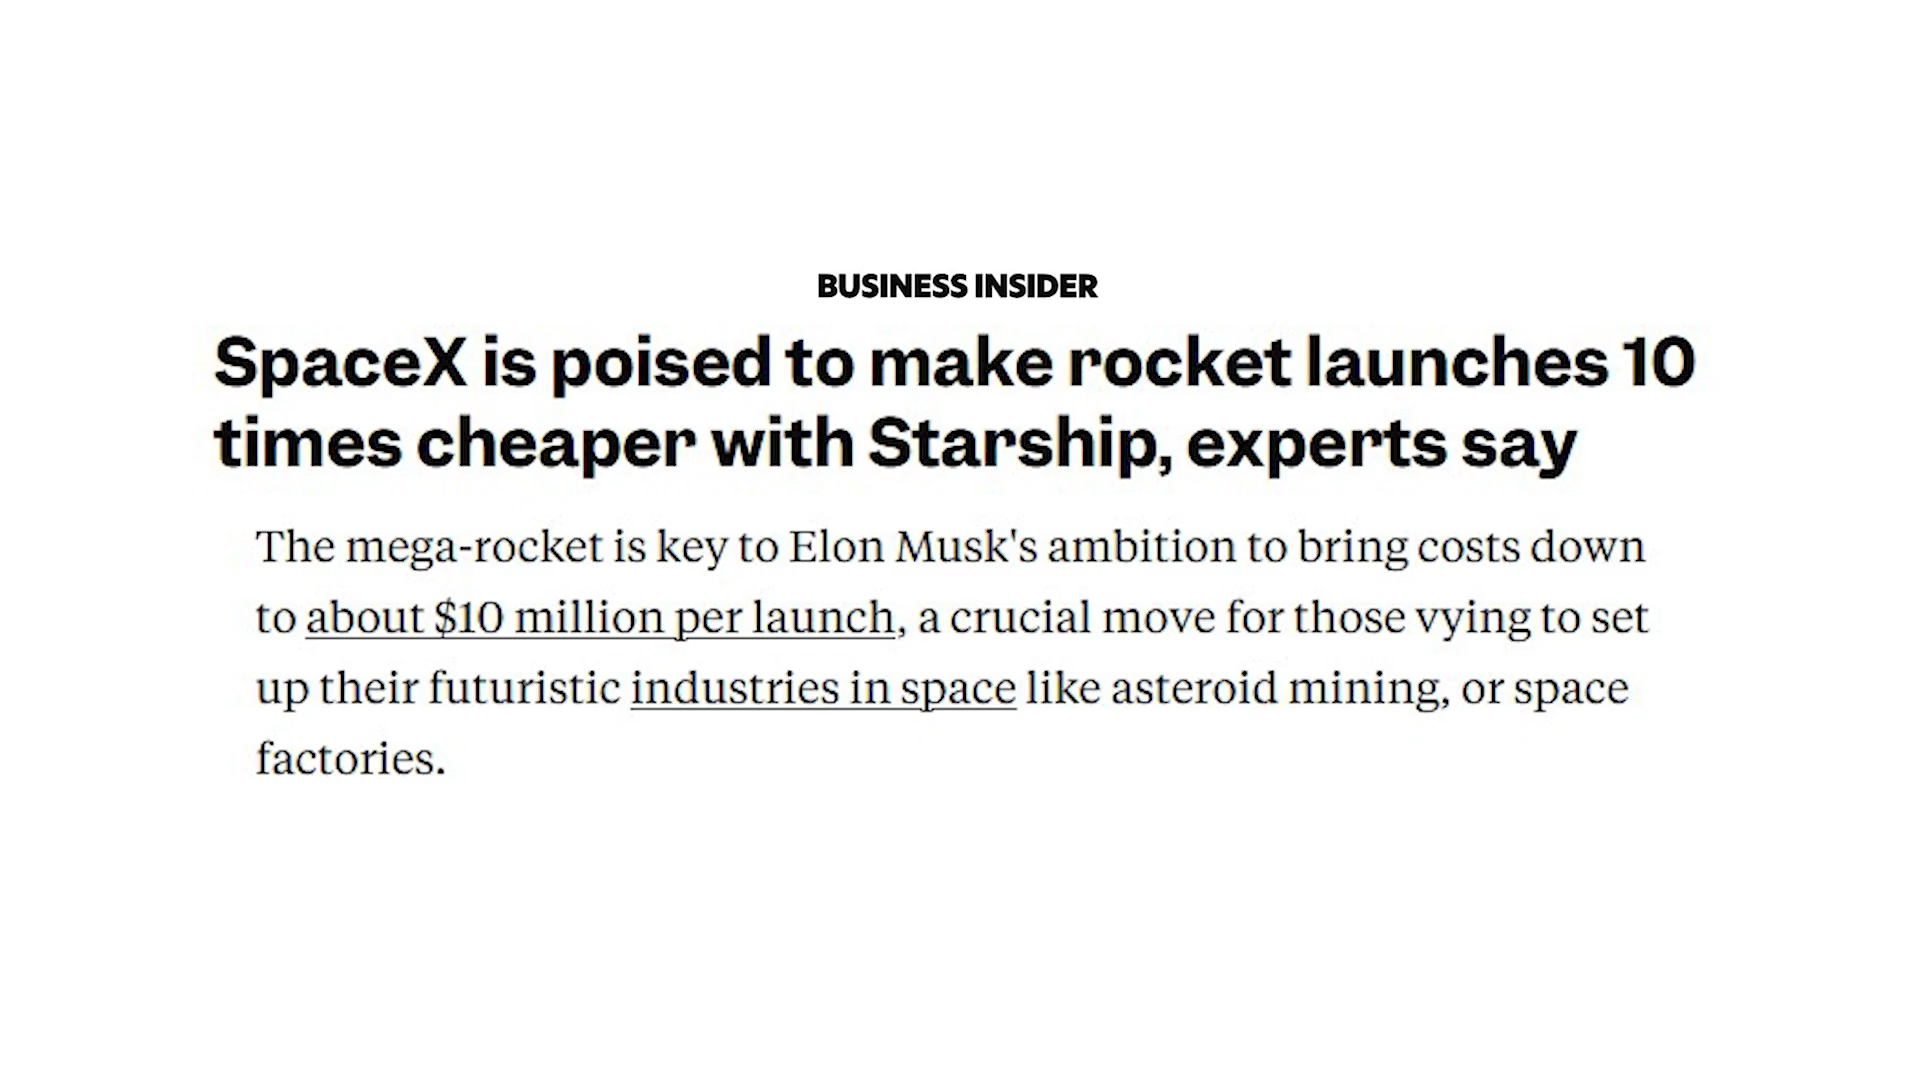 BUSINESS INSIDER
SpaceX is poised to make rocket launches 10
times cheaper with Starship, experts say
The mega-rocket is key to Elon Musk's ambition to bring costs down
to about $10 million per launch, a crucial move for those vying to set
up their futuristic industries in space like asteroid mining, or space
factories.